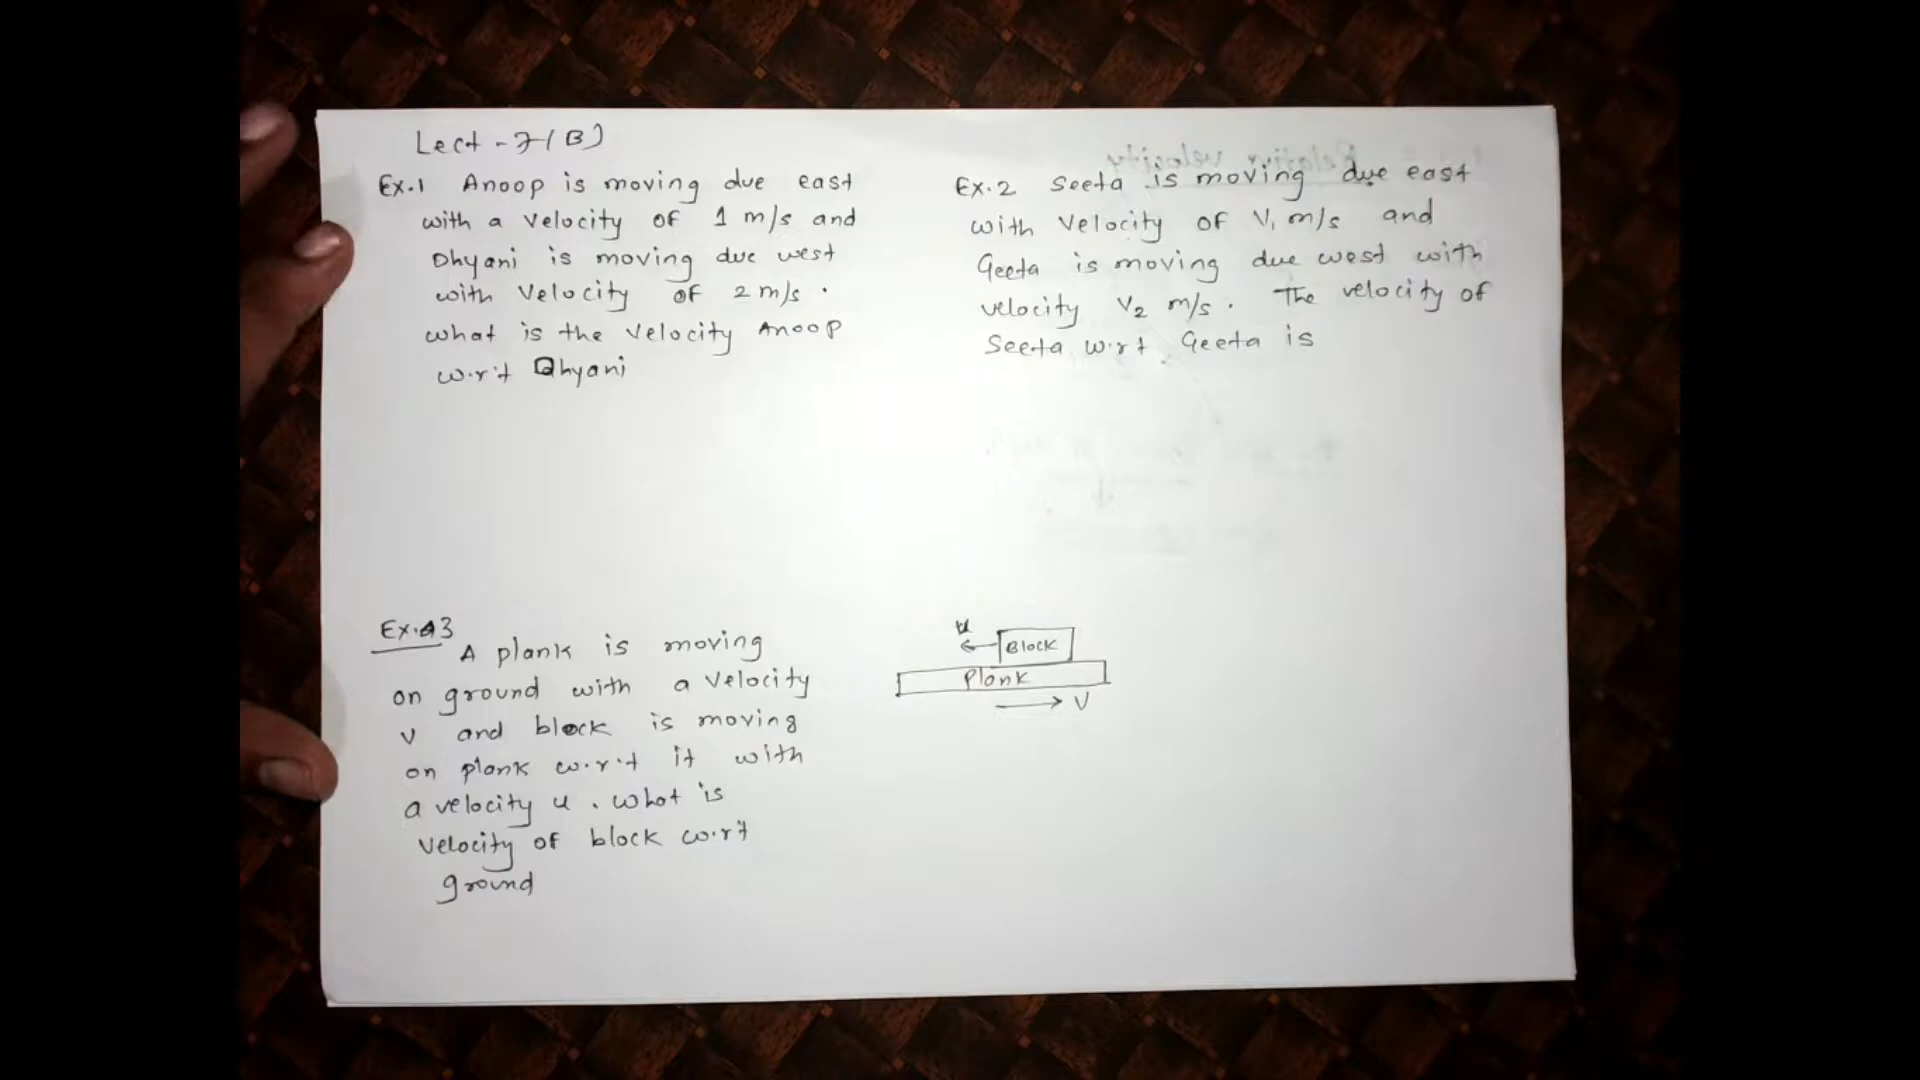 Lect - 7(B)
Ex.1 Anoop is moving due east
with a velocity of 1 m/s and
Dhyani is moving due west
with velocity of 2 m/s .
what is the velocity Anoop
w.r.t Dhyani
Ex.2 Seeta is moving due east
with velocity of V₁ m/s and
Geeta is moving due west with
velocity V₂ m/s . The velocity of
Seeta w.r.t Geeta is
Ex.3
A plank is moving
on ground with a velocity
v and block is moving
on plank w.r.t it with
a velocity u . what is
velocity of block w.r.t
ground
u
Block
Plank
V